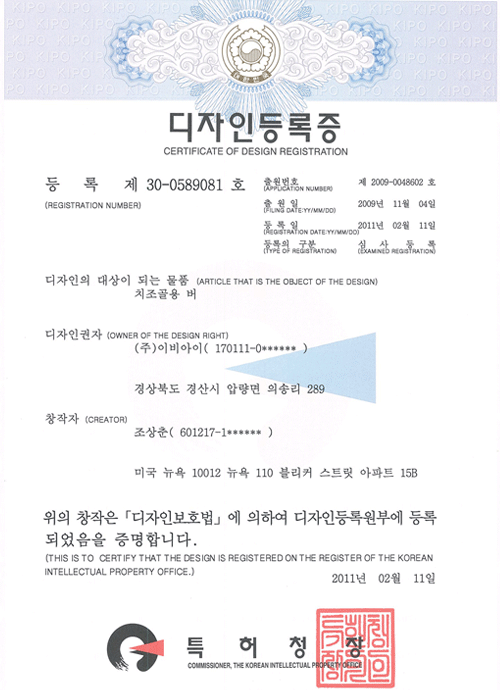 디자인등록증
CERTIFICATE OF DESIGN REGISTRATION
등 록 제 30-0589081 호
(REGISTRATION NUMBER)
출원번호 제 2009-0048602 호
(APPLICATION NUMBER)
출 원 일 2009년 11월 04일
(FILING DATE:YY/MM/DD)
등 록 일 2011년 02월 11일
(REGISTRATION DATE:YY/MM/DD)
등록의 구분 심 사 등 록
(TYPE OF REGISTRATION) (EXAMINED REGISTRATION)
디자인의 대상이 되는 물품 (ARTICLE THAT IS THE OBJECT OF THE DESIGN)
치조골용 버
디자인권자 (OWNER OF THE DESIGN RIGHT)
(주)이비아이( 170111-0****** )
경상북도 경산시 압량면 의송리 289
창작자 (CREATOR)
조상춘( 601217-1****** )
미국 뉴욕 10012 뉴욕 110 블리커 스트릿 아파트 15B
위의 창작은「디자인보호법」에 의하여 디자인등록원부에 등록
되었음을 증명합니다.
(THIS IS TO CERTIFY THAT THE DESIGN IS REGISTERED ON THE REGISTER OF THE KOREAN
INTELLECTUAL PROPERTY OFFICE.)
2011년 02월 11일
특 허 청 장
COMMISSIONER, THE KOREAN INTELLECTUAL PROPERTY OFFICE